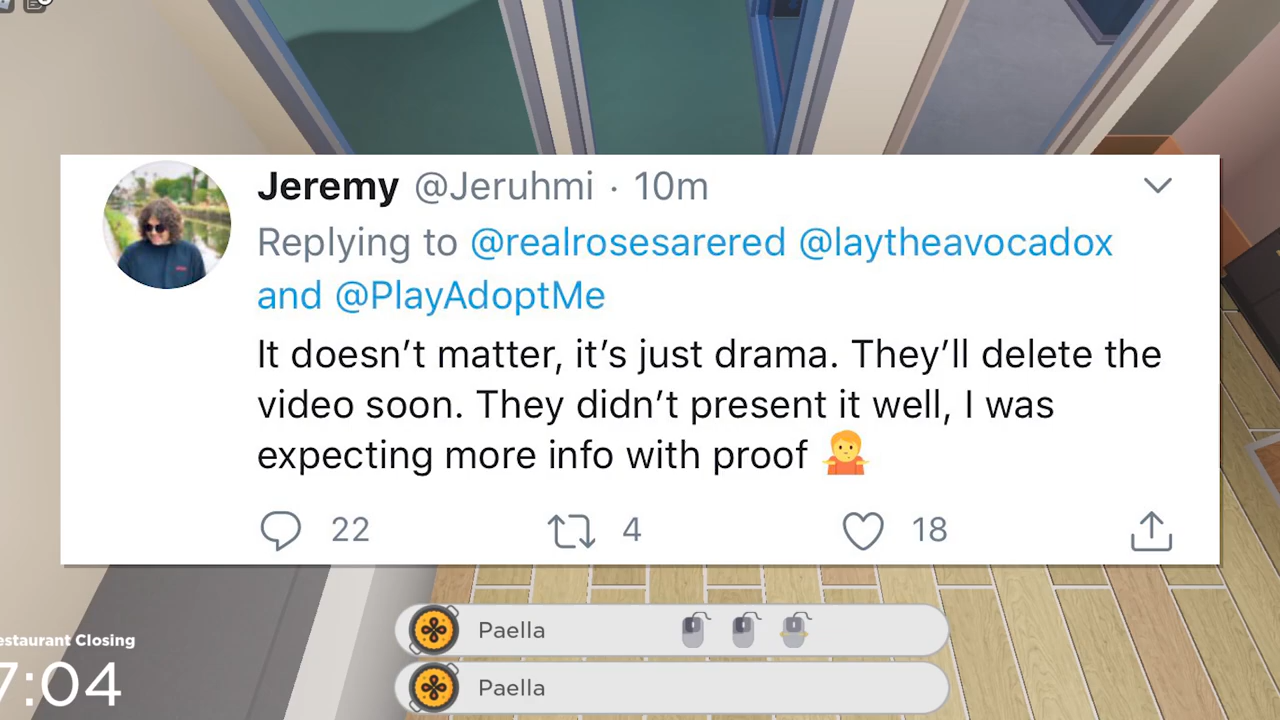 Jeremy @Jeruhmi · 10m
Replying to @realrosesarered @laytheavocadox
and @PlayAdoptMe
It doesn’t matter, it’s just drama. They’ll delete the
video soon. They didn’t present it well, I was
expecting more info with proof 🤷
22 4 18
Paella
estaurant Closing
7:04
Paella